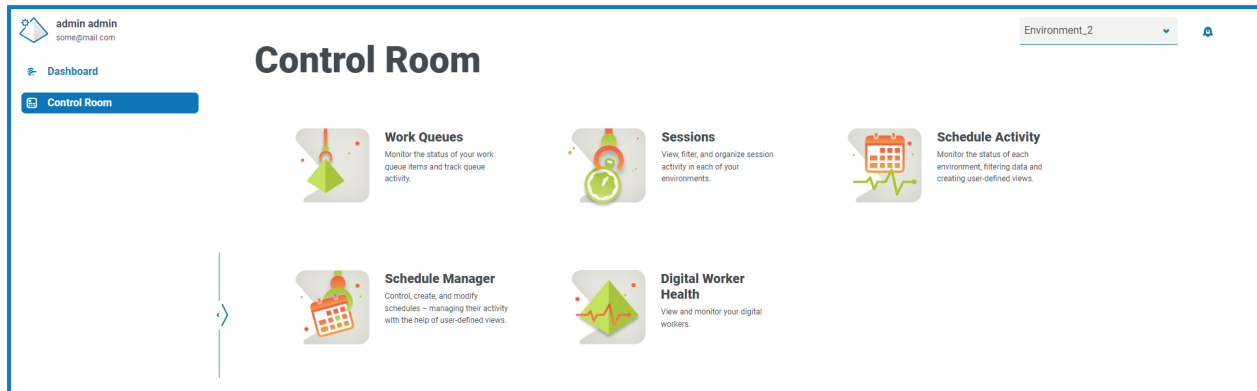 admin admin
some@mail.com
Environment_2
Dashboard
Control Room
Control Room
Work Queues
Monitor the status of your work
queue items and track queue
activity.
Sessions
View, filter, and organize session
activity in each of your
environments.
Schedule Activity
Monitor the status of each
environment, filtering data and
creating user-defined views.
Schedule Manager
Control, create, and modify
schedules – managing their activity
with the help of user-defined views.
Digital Worker
Health
View and monitor your digital
workers.